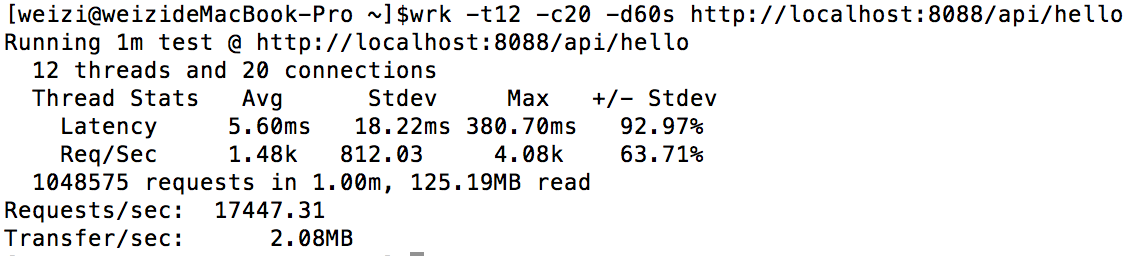 [weizi@weizideMacBook-Pro ~]$wrk -t12 -c20 -d60s http://localhost:8088/api/hello
Running 1m test @ http://localhost:8088/api/hello
  12 threads and 20 connections
  Thread Stats   Avg      Stdev     Max   +/- Stdev
    Latency     5.60ms   18.22ms 380.70ms   92.97%
    Req/Sec     1.48k   812.03     4.08k    63.71%
  1048575 requests in 1.00m, 125.19MB read
Requests/sec:  17447.31
Transfer/sec:      2.08MB